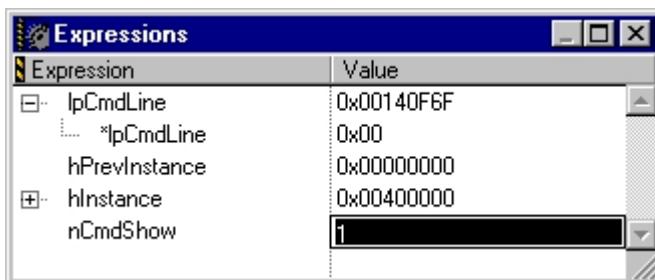 Expressions
Expression Value
lpCmdLine 0x00140F6F
*lpCmdLine 0x00
hPrevInstance 0x00000000
hInstance 0x00400000
nCmdShow 1